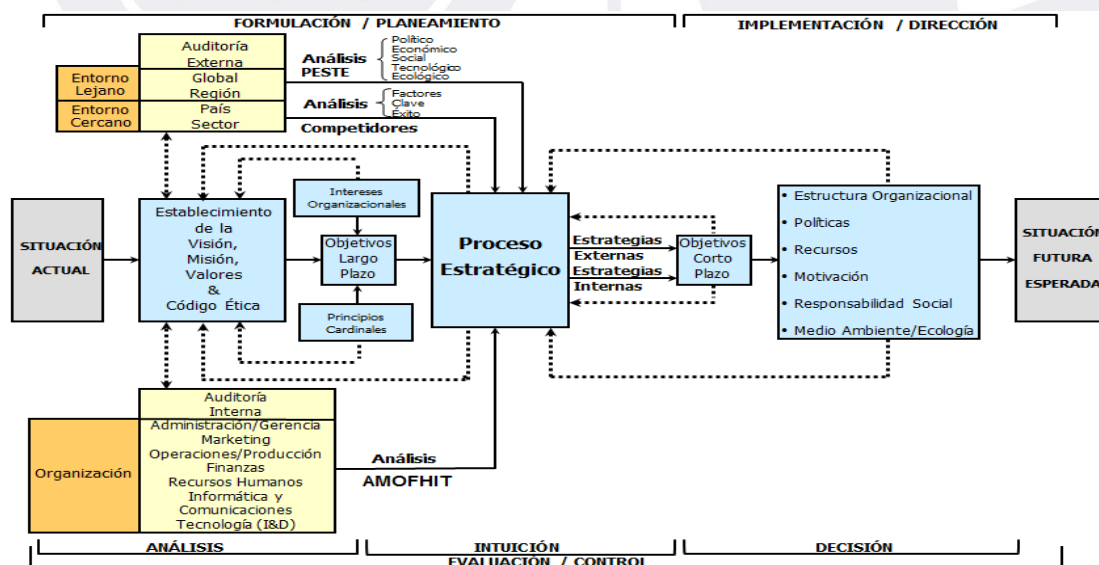 FORMULACIÓN / PLANEAMIENTO
IMPLEMENTACIÓN / DIRECCIÓN
Auditoría
Externa
Entorno
Lejano
Global
Región
Entorno
Cercano
País
Sector
Análisis
PESTE
Político
Económico
Social
Tecnológico
Ecológico
Análisis
Competidores
Factores
Clave
Éxito
SITUACIÓN
ACTUAL
Establecimiento
de la
Visión,
Misión,
Valores
&
Código Ética
Intereses
Organizacionales
Objetivos
Largo
Plazo
Principios
Cardinales
Proceso
Estratégico
Estrategias
Externas
Estrategias
Internas
Objetivos
Corto
Plazo
• Estructura Organizacional
• Políticas
• Recursos
• Motivación
• Responsabilidad Social
• Medio Ambiente/Ecología
SITUACIÓN
FUTURA
ESPERADA
Auditoría
Interna
Organización
Administración/Gerencia
Marketing
Operaciones/Producción
Finanzas
Recursos Humanos
Informática y
Comunicaciones
Tecnología (I&D)
Análisis
AMOFHIT
ANÁLISIS
INTUICIÓN
DECISIÓN
EVALUACIÓN / CONTROL